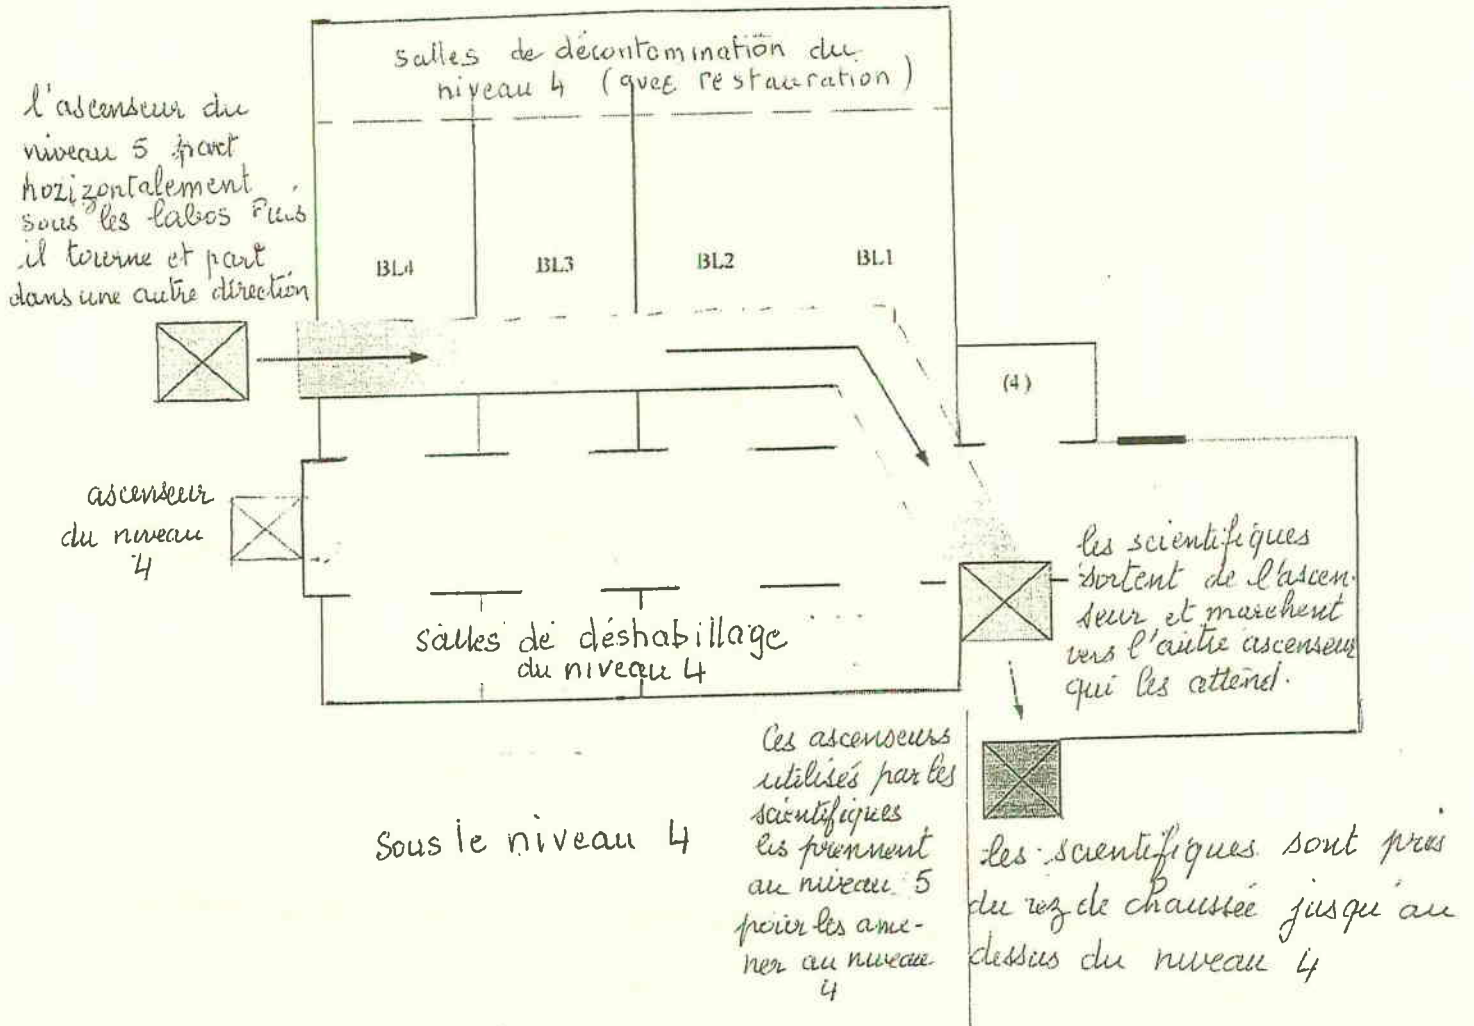 salles de décontamination du
niveau 4 (avec restauration)
l'ascenseur du
niveau 5 part
horizontalement
sous les labos Puis
il tourne et part
dans une autre direction
BL4
BL3
BL2
BL1
(4)
ascenseur
du niveau
4
les scientifiques
sortent de l'ascen-
seur et marchent
vers l'autre ascenseur
qui les attend.
salles de déshabillage
du niveau 4
Ces ascenseurs
utilisés par les
scientifiques
les prennent
au niveau 5
pour les ame-
ner au niveau
4
sous le niveau 4
les scientifiques sont pris
du rez de chaussée jusqu'au
dessus du niveau 4